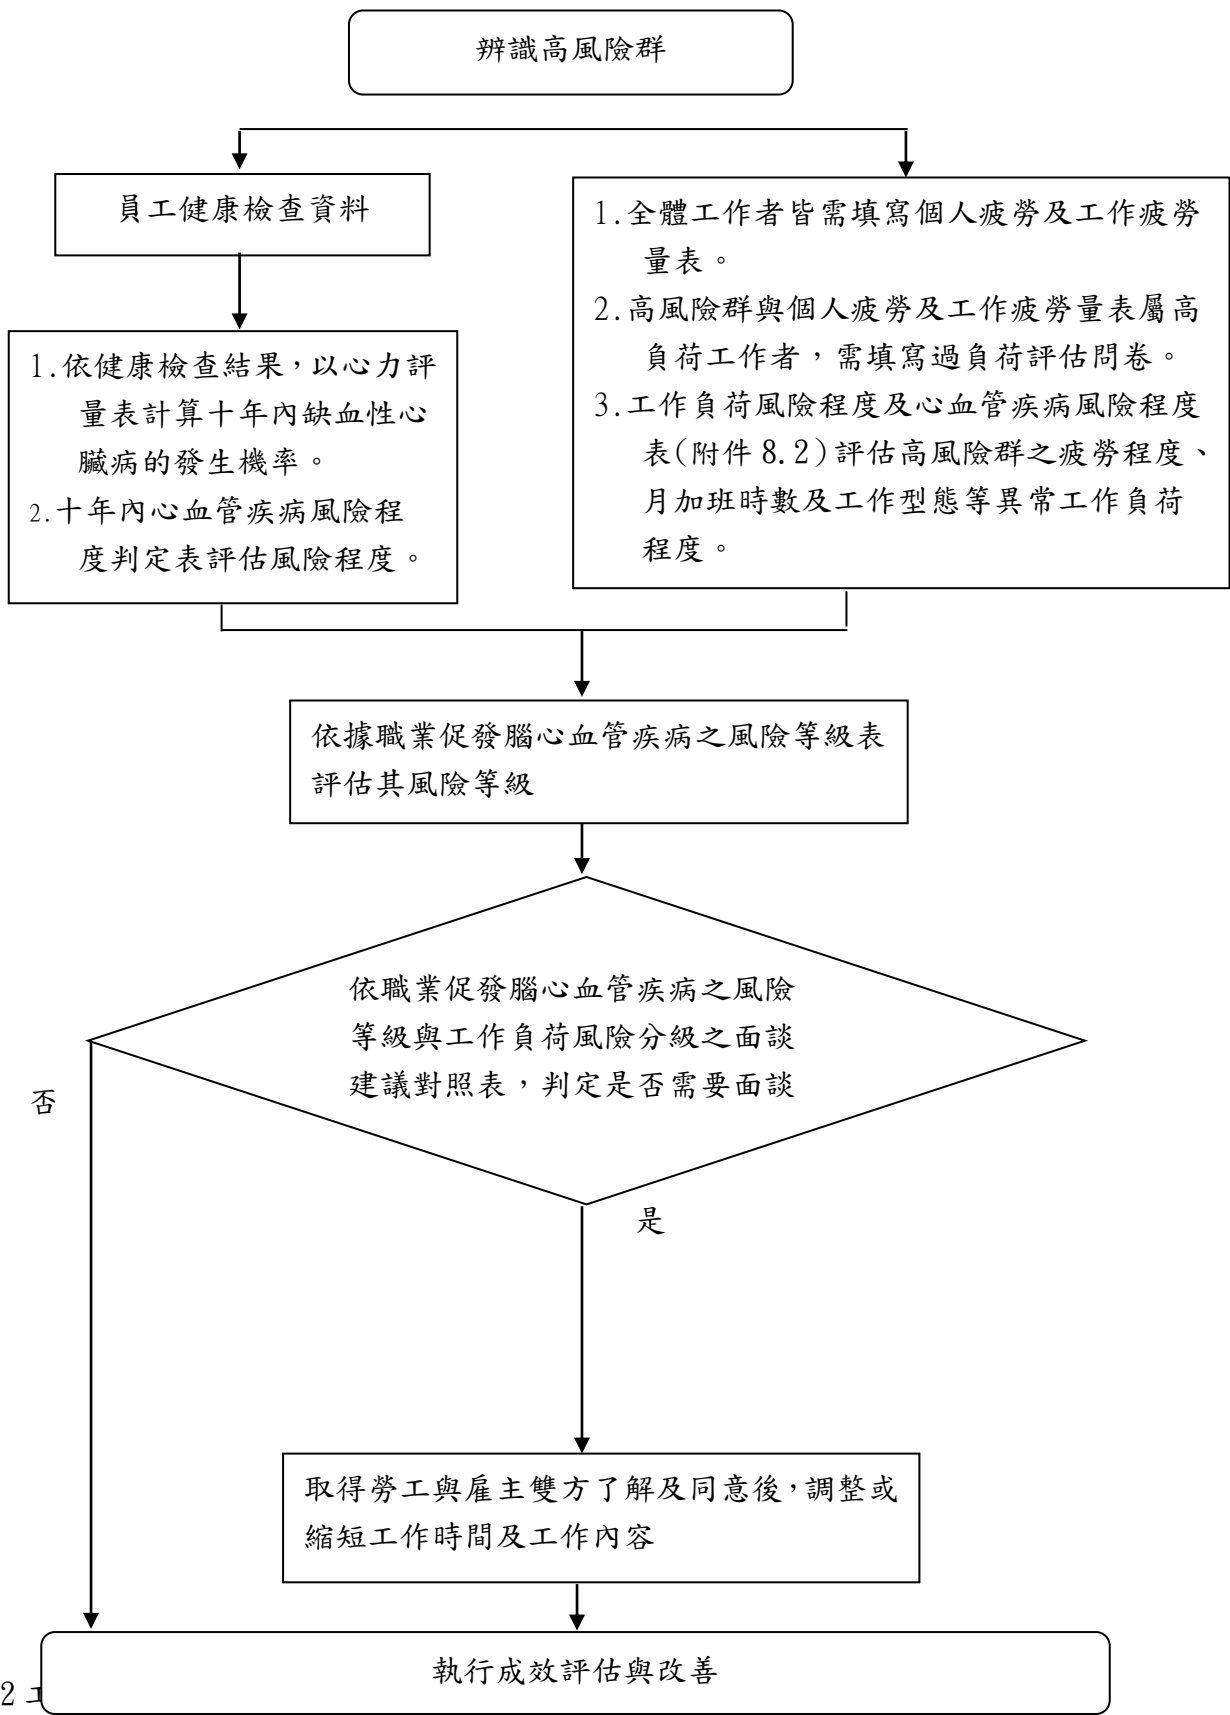 辨識高風險群
員工健康檢查資料
1.依健康檢查結果，以心力評
量表計算十年內缺血性心
臟病的發生機率。
2.十年內心血管疾病風險程
度判定表評估風險程度。
1.全體工作者皆需填寫個人疲勞及工作疲勞
量表。
2.高風險群與個人疲勞及工作疲勞量表屬高
負荷工作者，需填寫過負荷評估問卷。
3.工作負荷風險程度及心血管疾病風險程度
表(附件 8.2)評估高風險群之疲勞程度、
月加班時數及工作型態等異常工作負荷
程度。
依據職業促發腦心血管疾病之風險等級表
評估其風險等級
依職業促發腦心血管疾病之風險
等級與工作負荷風險分級之面談
建議對照表，判定是否需要面談
否
是
取得勞工與雇主雙方了解及同意後，調整或
縮短工作時間及工作內容
執行成效評估與改善
2